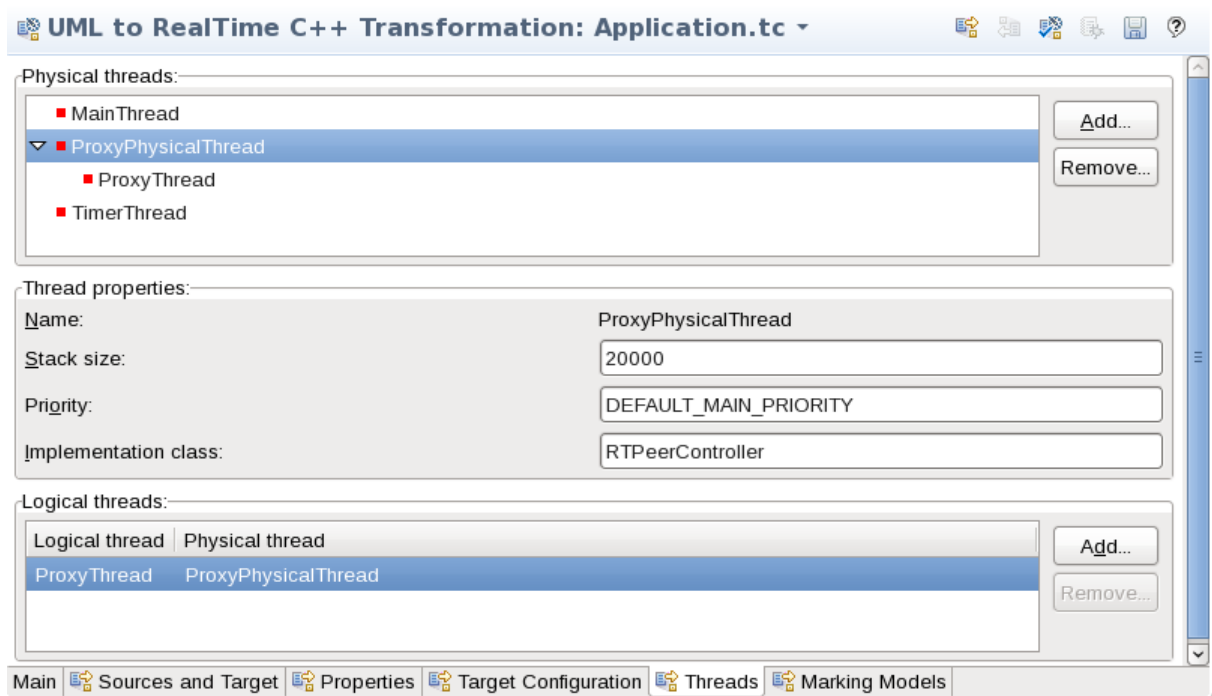 UML to RealTime C++ Transformation: Application.tc
Physical threads:
MainThread
Add...
ProxyPhysicalThread
Remove...
ProxyThread
TimerThread
Thread properties:
Name: ProxyPhysicalThread
Stack size: 20000
Priority: DEFAULT_MAIN_PRIORITY
Implementation class: RTPeerController
Logical threads:
Logical thread Physical thread
Add...
ProxyThread ProxyPhysicalThread
Remove...
Main Sources and Target Properties Target Configuration Threads Marking Models